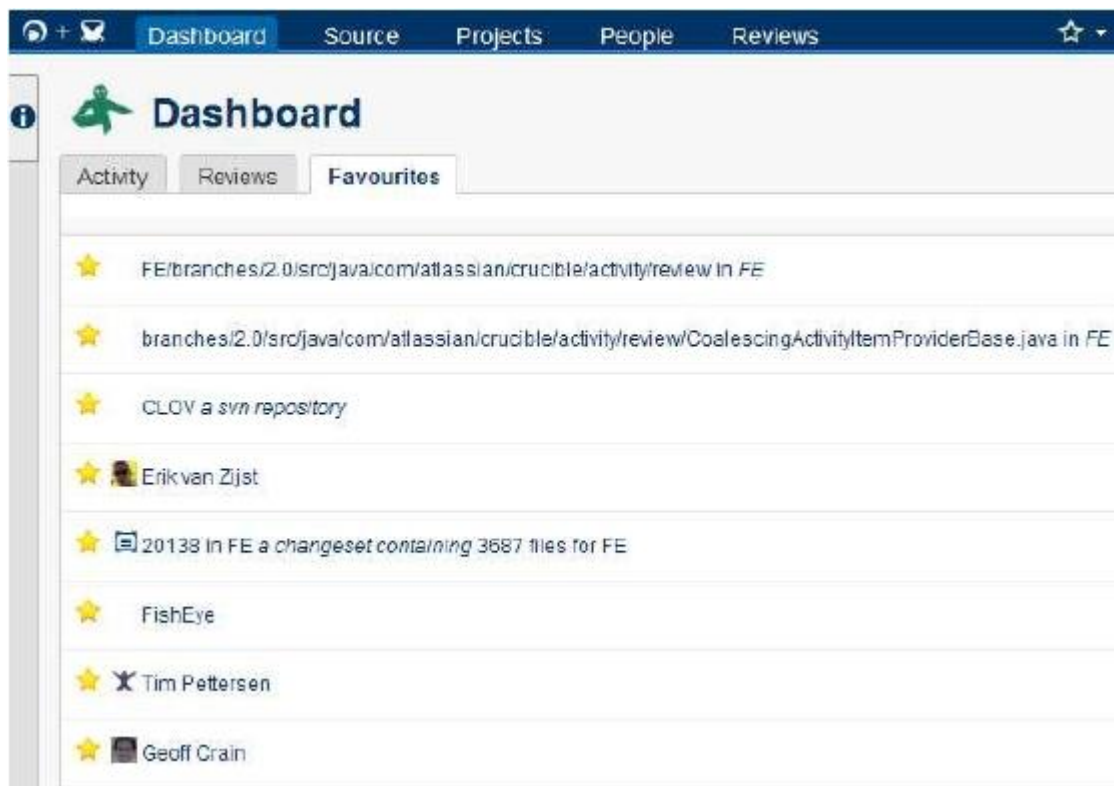 Dashboard Source Projects People Reviews
Dashboard
Activity Reviews Favourites
FE/branches/2.0/src/java/com/atlassian/crucible/activity/review in FE
branches/2.0/src/java/com/atlassian/crucible/activity/review/CoalescingActivityItemProviderBase.java in FE
CLOV a svn repository
Erik van Zijst
20138 in FE a changeset containing 3687 files for FE
FishEye
Tim Pettersen
Geoff Crain